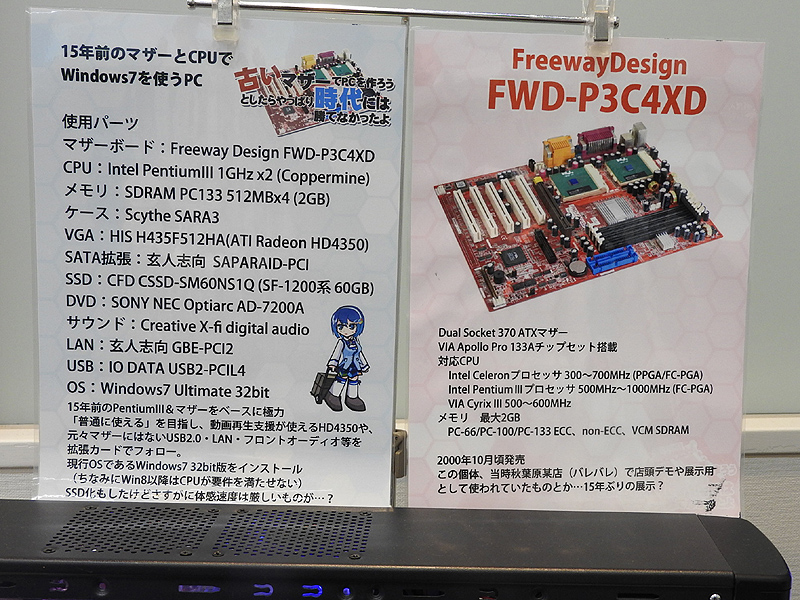 15年前のマザーとCPUで
Windows7を使うPC
古いマザーでPCを作ろう
としたらやっぱり時代には
勝てなかったよ
使用パーツ
マザーボード：Freeway Design FWD-P3C4XD
CPU：Intel PentiumIII 1GHz x2 (Coppermine)
メモリ：SDRAM PC133 512MBx4 (2GB)
ケース：Scythe SARA3
VGA：HIS H435F512HA(ATI Radeon HD4350)
SATA拡張：玄人志向 SAPARAID-PCI
SSD：CFD CSSD-SM60NS1Q (SF-1200系 60GB)
DVD：SONY NEC Optiarc AD-7200A
サウンド：Creative X-fi digital audio
LAN：玄人志向 GBE-PCI2
USB：IO DATA USB2-PCIL4
OS：Windows7 Ultimate 32bit
15年前のPentiumIII＆マザーをベースに極力
「普通に使える」を目指し、動画再生支援が使えるHD4350や、
元々マザーにはないUSB2.0・LAN・フロントオーディオ等を
拡張カードでフォロー。
現行OSであるWindows7 32bit版をインストール
（ちなみにWin8以降はCPUが要件を満たせない）
SSD化もしたけどさすがに体感速度は厳しいものが…？
FreewayDesign
FWD-P3C4XD
Dual Socket 370 ATXマザー
VIA Apollo Pro 133Aチップセット搭載
対応CPU
Intel Celeronプロセッサ 300～700MHz (PPGA/FC-PGA)
Intel PentiumⅢプロセッサ 500MHz～1000MHz (FC-PGA)
VIA Cyrix III 500～600MHz
メモリ　最大2GB
PC-66/PC-100/PC-133 ECC、non-ECC、VCM SDRAM
2000年10月頃発売
この個体、当時秋葉原某店（バレバレ）で店頭デモや展示用
として使われていたものとか…15年ぶりの展示？